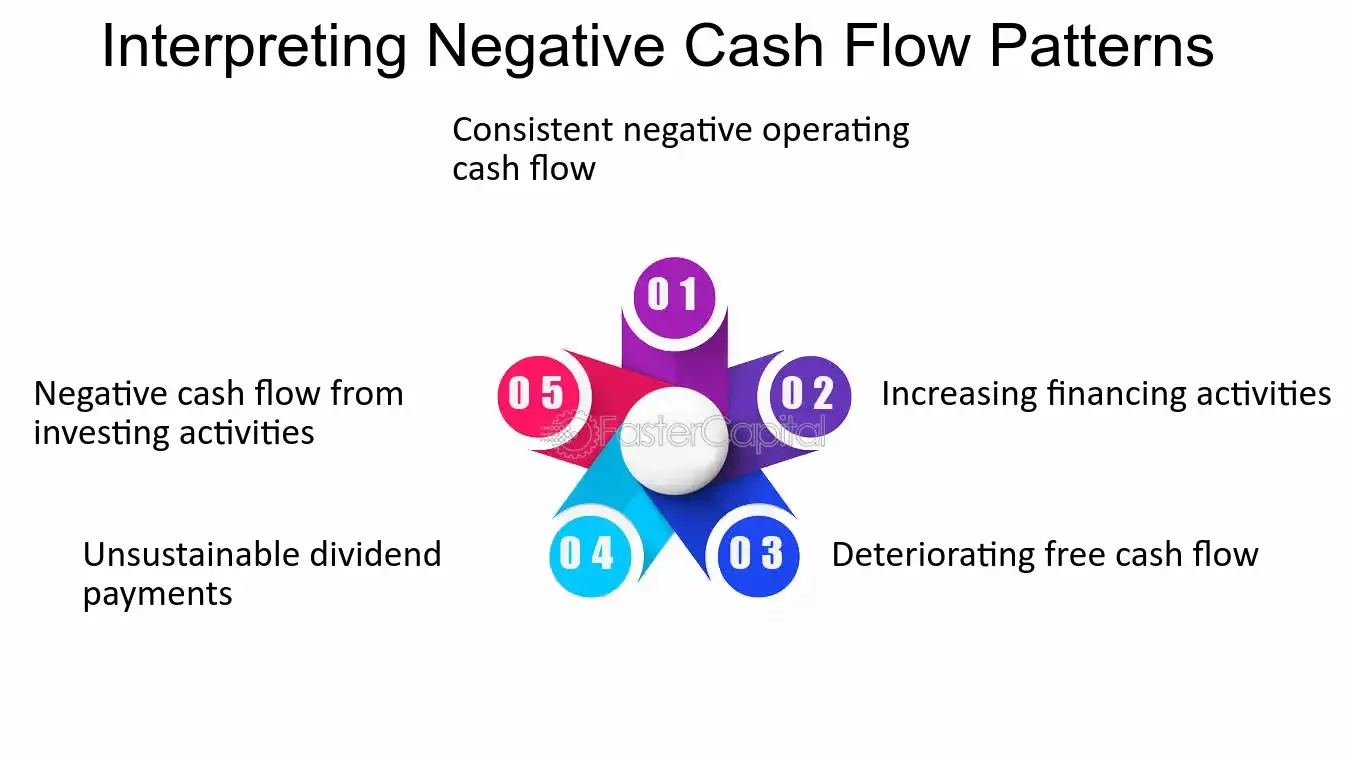 Interpreting Negative Cash Flow Patterns
Consistent negative operating
cash flow
01
05
02
Negative cash flow from
investing activities
Increasing financing activities
FasterCapital
04
03
Unsustainable dividend
payments
Deteriorating free cash flow